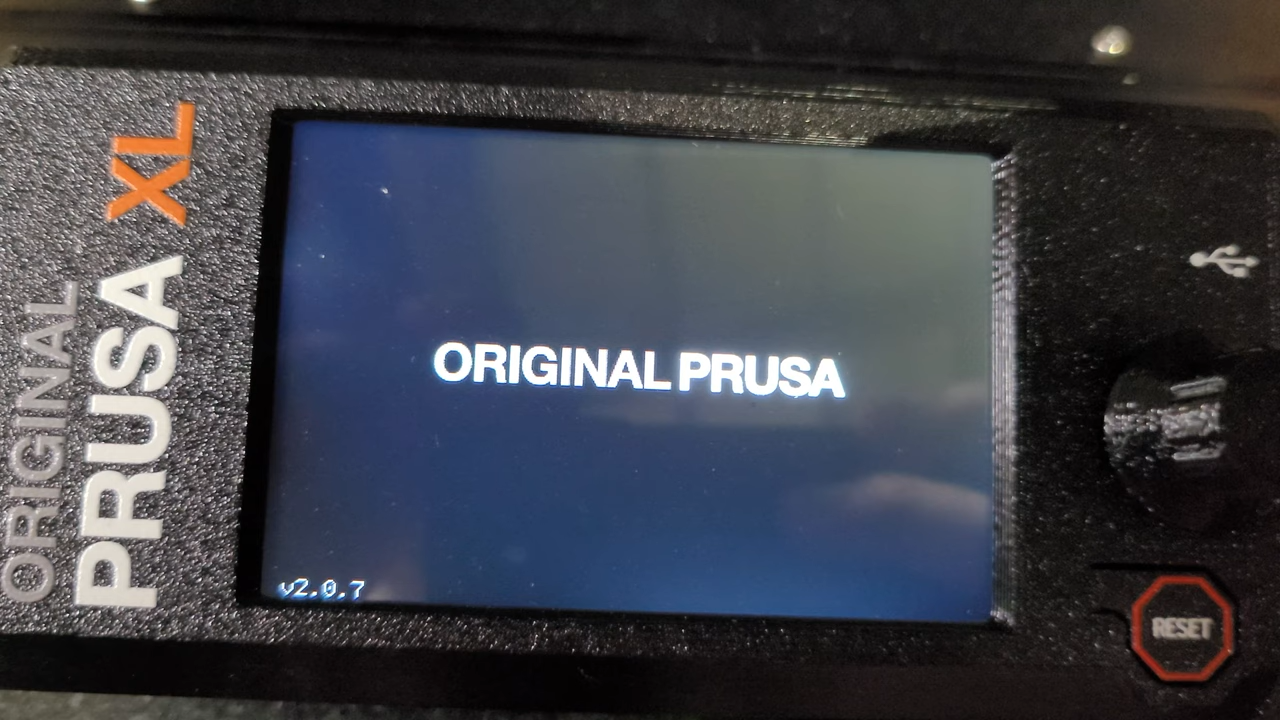 ORIGINAL
PRUSA XL
ORIGINAL PRUSA
v2.0.7
RESET